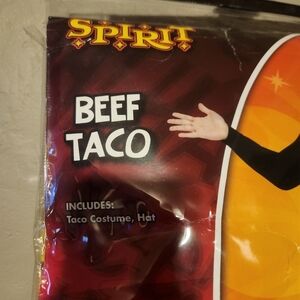 SPIRIT
BEEF
TACO
INCLUDES:
Taco Costume, Hat